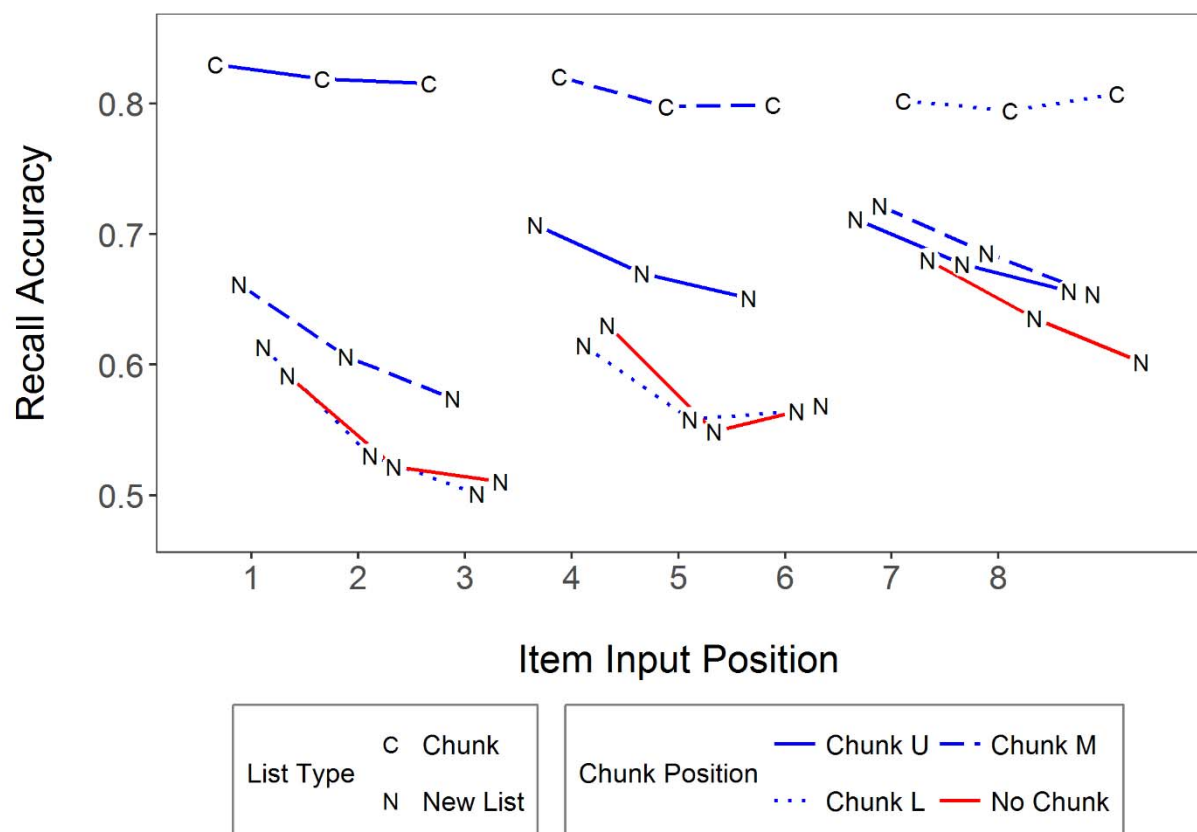 C C C C C C C C C
0.8
N N N N
0.7
N N N N
N N N N
N N N
N N N N
0.6
N N N N
N N N N
0.5
N N
1 2 3 4 5 6 7 8
Recall Accuracy
Item Input Position
List Type
C Chunk
N New List
Chunk Position
Chunk U
Chunk M
Chunk L
No Chunk